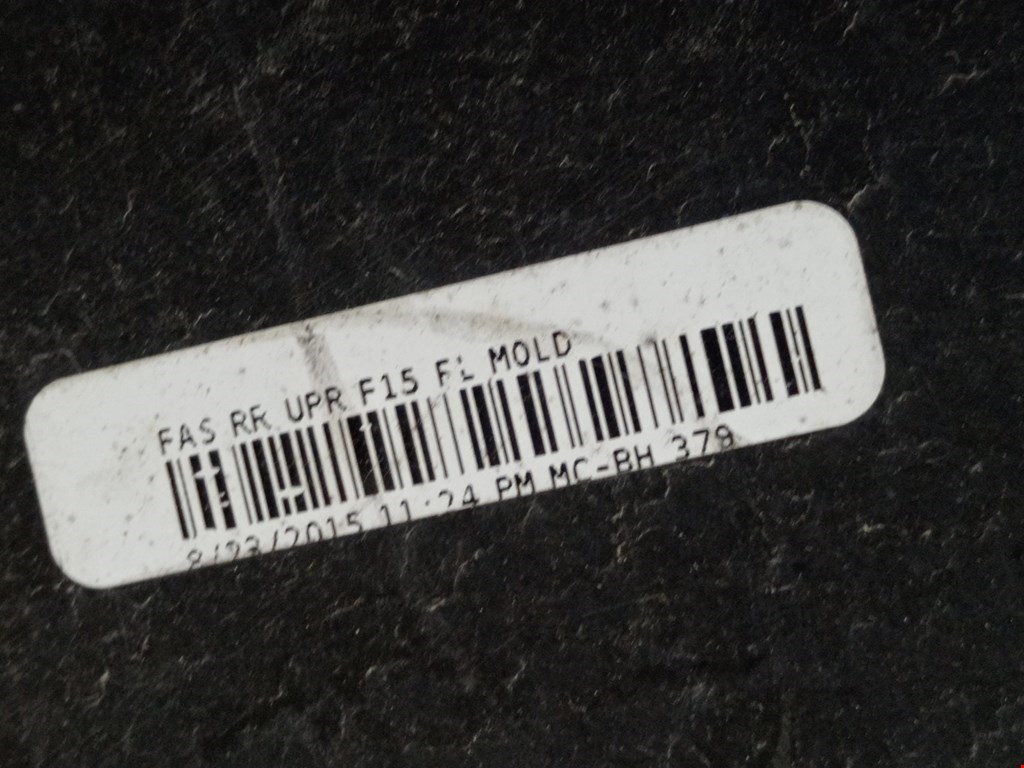 FAS RR UPR F15 FL MOLD
8/23/2015 11:24 PM MC-BH 379